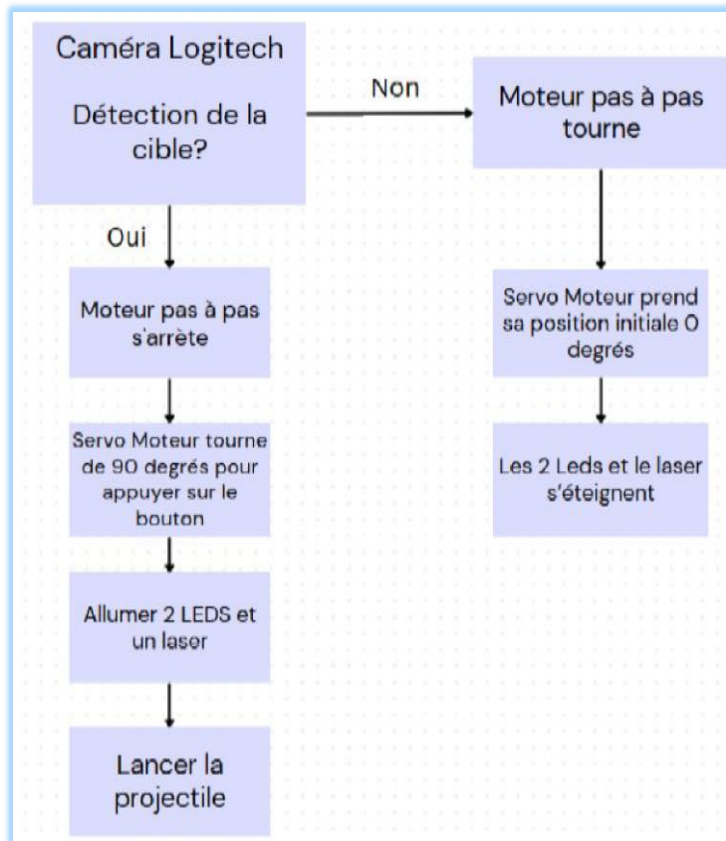 Caméra Logitech
Détection de la
cible?
Non
Moteur pas à pas
tourne
Oui
Moteur pas à pas
s'arrète
Servo Moteur prend
sa position initiale 0
degrés
Servo Moteur tourne
de 90 degrés pour
appuyer sur le
bouton
Les 2 Leds et le laser
s'éteignent
Allumer 2 LEDS et
un laser
Lancer la
projectile